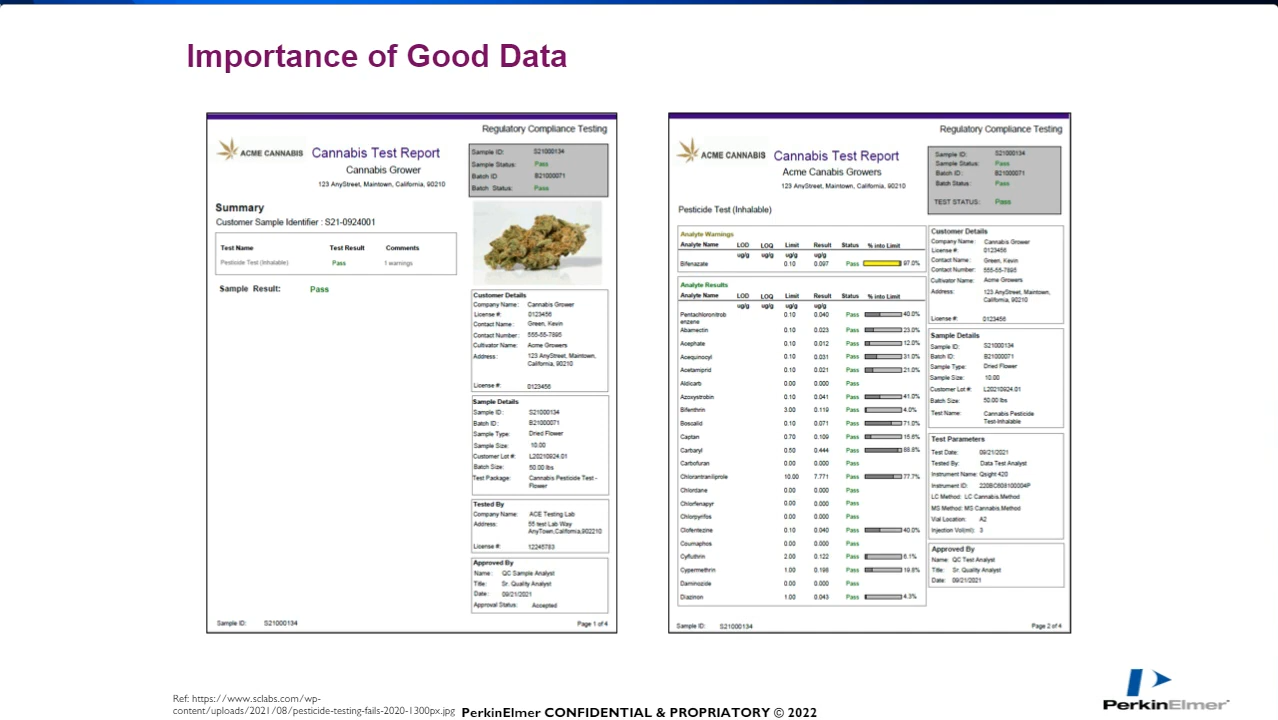 Importance of Good Data
Regulatory Compliance Testing
ACME CANNABIS
Cannabis Test Report
Cannabis Grower
123 AnyStreet, Maintown, California, 90210
Sample ID: S21000134
Sample Status: Pass
Batch ID B21000071
Batch Status: Pass
Summary
Customer Sample Identifier : S21-0924001
Test Name Test Result Comments
Pesticide Test (Inhalable) Pass 1 warnings
Sample Result: Pass
Customer Details
Company Name: Cannabis Grower
License #: 0123456
Contact Name: Green, Kevin
Contact Number: 555-55-7895
Cultivator Name: Acme Growers
Address: 123 AnyStreet, Maintown,
California, 90210
License #: 0123456
Sample Details
Sample ID: S21000134
Batch ID: B21000071
Sample Type: Dried Flower
Sample Size: 10.00
Customer Lot #: L20210924.01
Batch Size: 50.00 lbs
Test Package: Cannabis Pesticide Test -
Flower
Tested By
Company Name: ACE Testing Lab
Address: 55 test Lab Way
AnyTown,California,902210
License #: 12245783
Approved By
Name: QC Sample Analyst
Title: Sr. Quality Analyst
Date: 09/21/2021
Approval Status: Accepted
Sample ID: S21000134
Page 1 of 4
Regulatory Compliance Testing
ACME CANNABIS
Cannabis Test Report
Acme Cannabis Growers
123 AnyStreet, Maintown, California, 90210
Sample ID: S21000134
Sample Status: Pass
Batch ID: B21000071
Batch Status: Pass
TEST STATUS: Pass
Pesticide Test (Inhalable)
Analyte Warnings
Analyte Name LOD LOQ Limit Result Status % into Limit
ug/g ug/g ug/g ug/g
Bifenazate 0.10 0.097 Pass 97.0%
Analyte Results
Analyte Name LOD LOQ Limit Result Status % into Limit
ug/g ug/g ug/g ug/g
Pentachloronitrob
enzene 0.10 0.040 Pass 40.0%
Abamectin 0.10 0.023 Pass 23.0%
Acephate 0.10 0.012 Pass 12.0%
Acequinocyl 0.10 0.031 Pass 31.0%
Acetamiprid 0.10 0.021 Pass 21.0%
Aldicarb 0.00 0.000 Pass
Azoxystrobin 0.10 0.041 Pass 41.0%
Bifenthrin 3.00 0.119 Pass 4.0%
Boscalid 0.10 0.071 Pass 71.0%
Captan 0.70 0.109 Pass 15.6%
Carbaryl 0.50 0.444 Pass 88.8%
Carbofuran 0.00 0.000 Pass
Chlorantraniliprole 10.00 7.771 Pass 77.7%
Chlordane 0.00 0.000 Pass
Chlorfenapyr 0.00 0.000 Pass
Chlorpyrifos 0.00 0.000 Pass
Clofentezine 0.10 0.040 Pass 40.0%
Coumaphos 0.00 0.000 Pass
Cyfluthrin 2.00 0.122 Pass 6.1%
Cypermethrin 1.00 0.198 Pass 19.8%
Daminozide 0.00 0.000 Pass
Diazinon 1.00 0.043 Pass 4.3%
Customer Details
Company Name: Cannabis Grower
License #: 0123456
Contact Name: Green, Kevin
Contact Number: 555-55-7895
Cultivator Name: Acme Growers
Address: 123 AnyStreet, Maintown,
California, 90210
License #: 0123456
Sample Details
Sample ID: S21000134
Batch ID: B21000071
Sample Type: Dried Flower
Sample Size: 10.00
Customer Lot #: L20210924.01
Batch Size: 50.00 lbs
Test Name: Cannabis Pesticide
Test-Inhalable
Test Parameters
Test Date: 09/21/2021
Tested By: Data Test Analyst
Instrument Name: Qsight 420
Instrument ID: 220BC608100004P
LC Method: LC Cannabis.Method
MS Method: MS Cannabis.Method
Vial Location: A2
Injection Vol(ml): 3
Approved By
Name: QC Test Analyst
Title: Sr. Quality Analyst
Date: 09/21/2021
Sample ID: S21000134
Page 2 of 4
Ref: https://www.sclabs.com/wp-
content/uploads/2021/08/pesticide-testing-fails-2020-1300px.jpg
PerkinElmer CONFIDENTIAL & PROPRIATORY © 2022
PerkinElmer